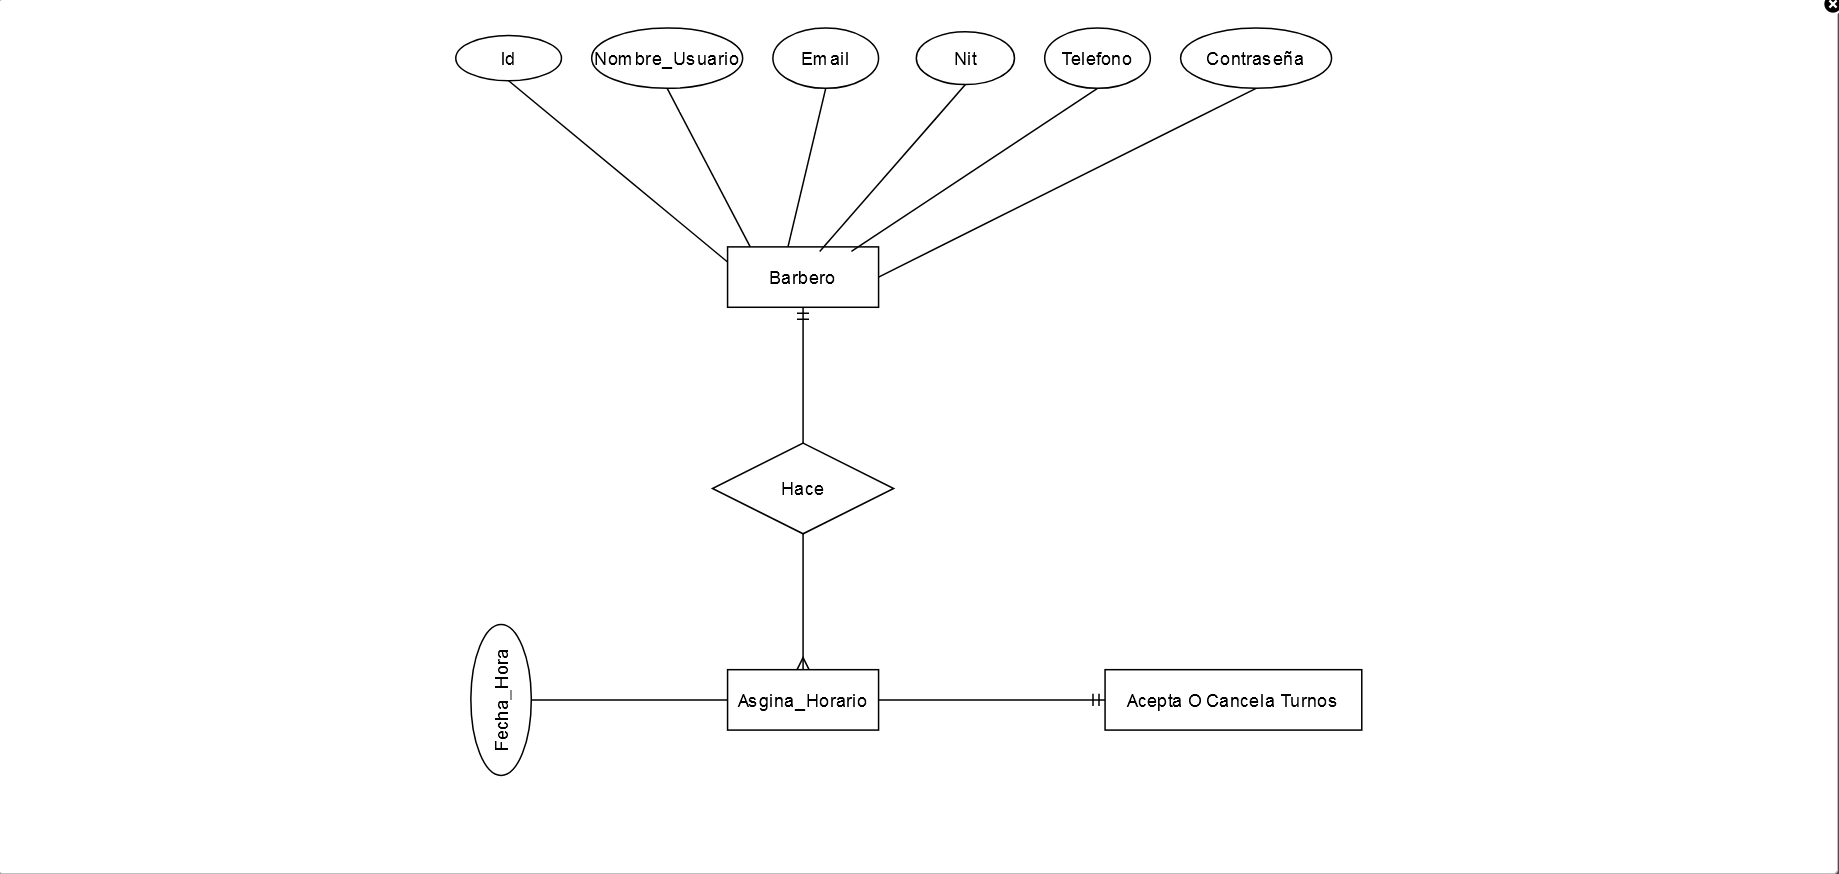 Id
Nombre_Usuario
Email
Nit
Telefono
Contraseña
Barbero
Hace
Fecha_Hora
Asgina_Horario
Acepta O Cancela Turnos